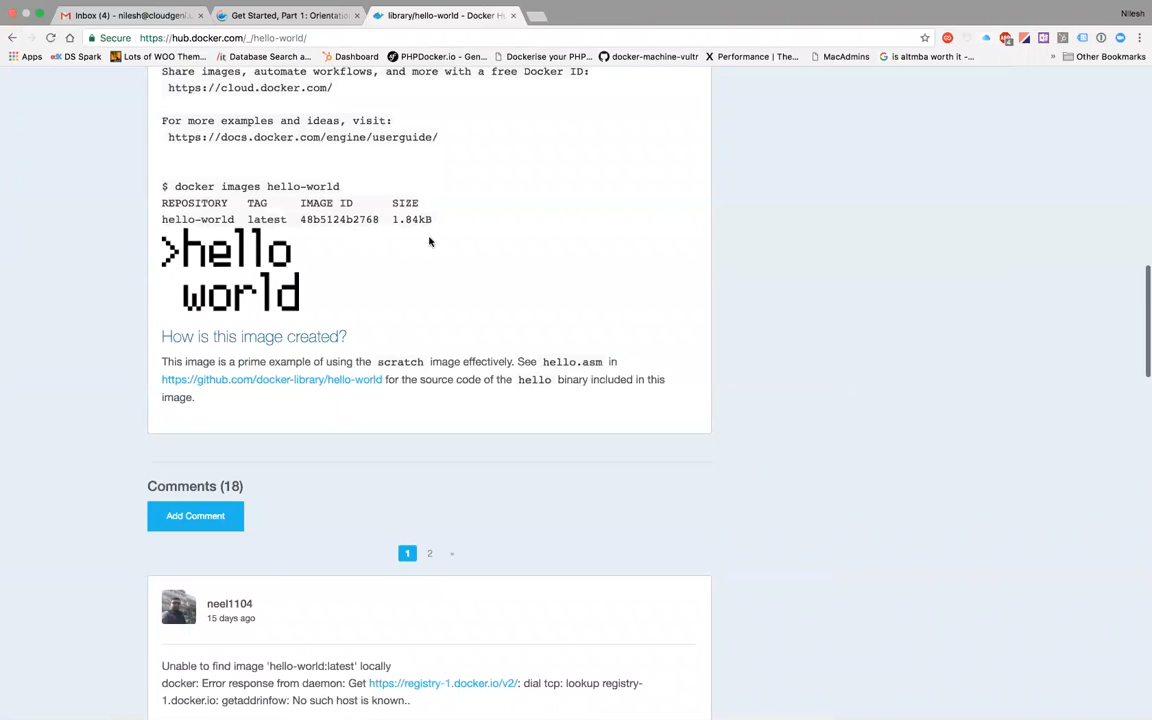 Inbox (4) - nilesh@cloudgen
Get Started, Part 1: Orientatio
library/hello-world - Docker H
Nilesh
Secure https://hub.docker.com/_/hello-world/
Apps DS Spark Lots of WOO Them... Database Search a... Dashboard PHPDocker.io - Gen... Dockerise your PHP... docker-machine-vultr Performance | The... MacAdmins is altmba worth it -... » Other Bookmarks
Share images, automate workflows, and more with a free Docker ID:
https://cloud.docker.com/
For more examples and ideas, visit:
https://docs.docker.com/engine/userguide/
$ docker images hello-world
REPOSITORY TAG IMAGE ID SIZE
hello-world latest 48b5124b2768 1.84kB
>hello
world
How is this image created?
This image is a prime example of using the scratch image effectively. See hello.asm in
https://github.com/docker-library/hello-world for the source code of the hello binary included in this
image.
Comments (18)
Add Comment
1 2 »
neel1104
15 days ago
Unable to find image 'hello-world:latest' locally
docker: Error response from daemon: Get https://registry-1.docker.io/v2/: dial tcp: lookup registry-
1.docker.io: getaddrinfow: No such host is known..